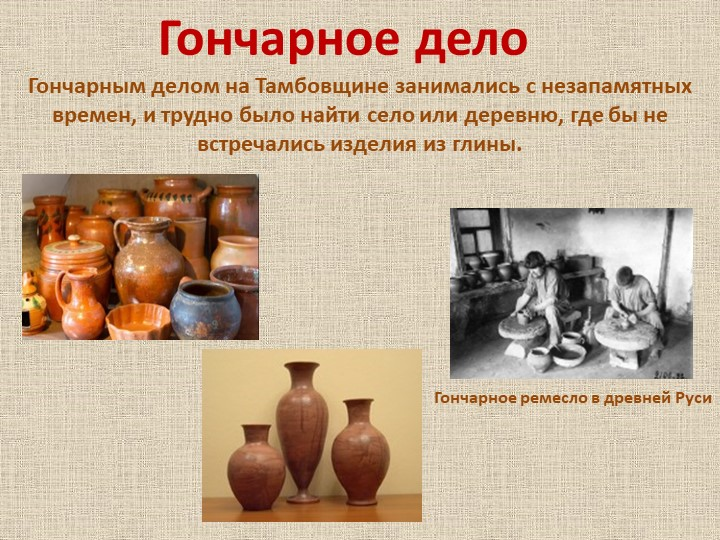 Гончарное дело
Гончарным делом на Тамбовщине занимались с незапамятных
времен, и трудно было найти село или деревню, где бы не
встречались изделия из глины.
Гончарное ремесло в древней Руси